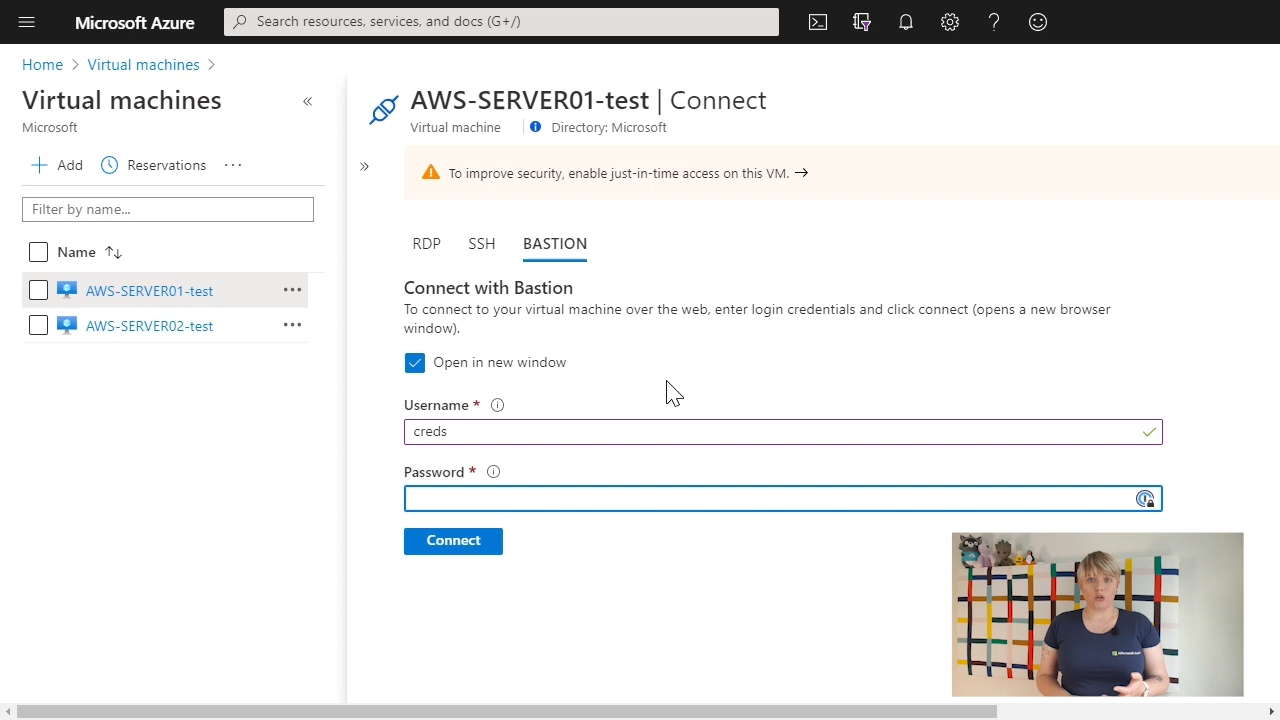 Microsoft Azure
Search resources, services, and docs (G+/)
Home > Virtual machines >
Virtual machines
Microsoft
Add
Reservations
Filter by name...
Name
AWS-SERVER01-test
AWS-SERVER02-test
AWS-SERVER01-test | Connect
Virtual machine
Directory: Microsoft
To improve security, enable just-in-time access on this VM. →
RDP
SSH
BASTION
Connect with Bastion
To connect to your virtual machine over the web, enter login credentials and click connect (opens a new browser
window).
Open in new window
Username *
creds
Password *
Connect